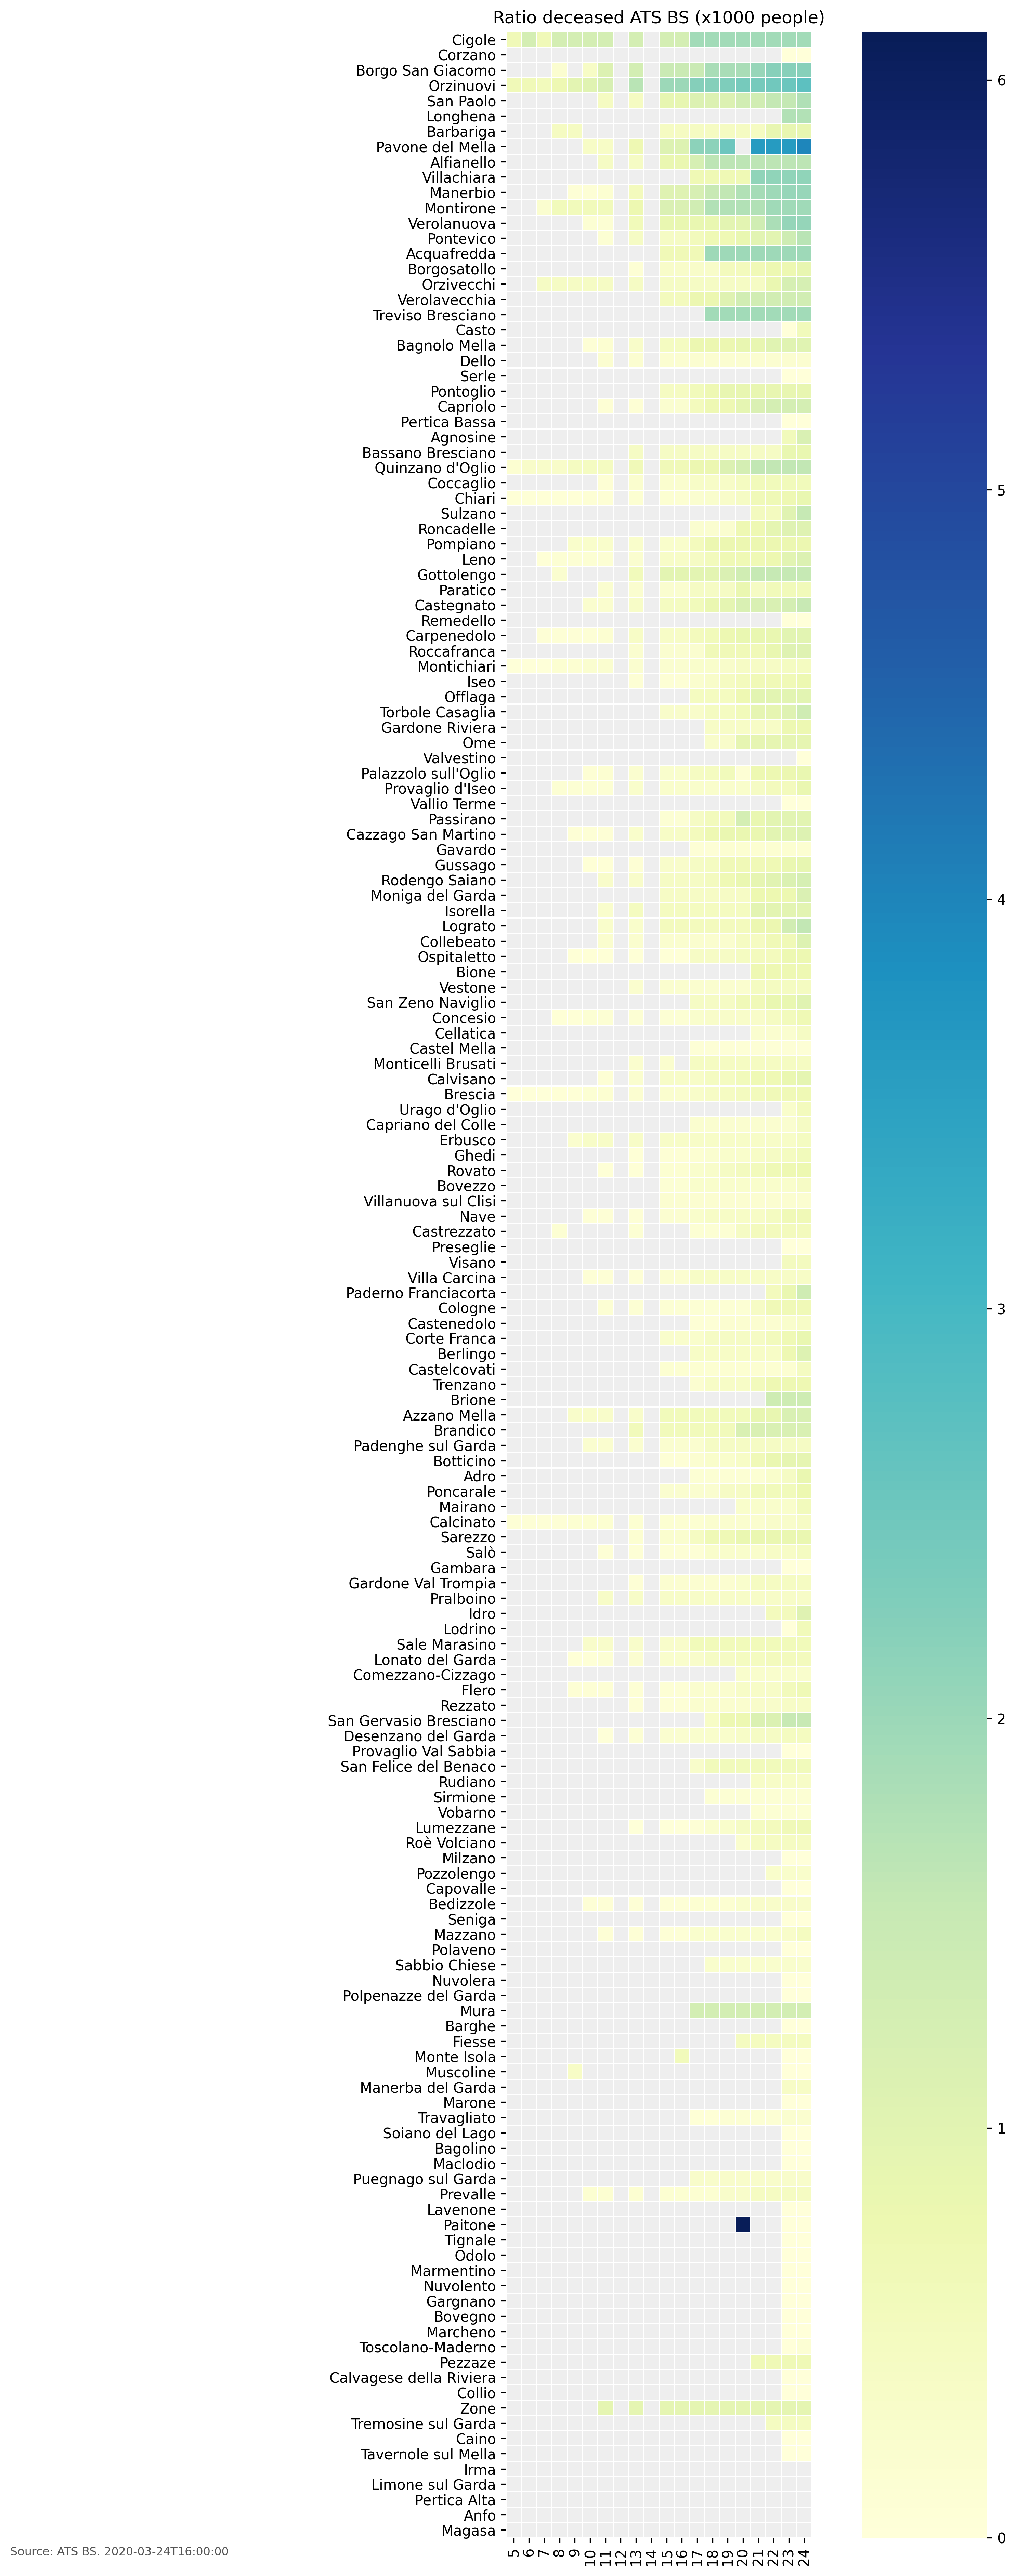 Ratio deceased ATS BS (x1000 people)
Cigole
Corzano
Borgo San Giacomo
Orzinuovi
San Paolo
Longhena
Barbariga
Pavone del Mella
Alfianello
Villachiara
Manerbio
Montirone
Verolanuova
Pontevico
Acquafredda
Borgosatollo
Orzivecchi
Verolavecchia
Treviso Bresciano
Casto
Bagnolo Mella
Dello
Serle
Pontoglio
Capriolo
Pertica Bassa
Agnosine
Bassano Bresciano
Quinzano d'Oglio
Coccaglio
Chiari
Sulzano
Roncadelle
Pompiano
Leno
Gottolengo
Paratico
Castegnato
Remedello
Carpenedolo
Roccafranca
Montichiari
Iseo
Offlaga
Torbole Casaglia
Gardone Riviera
Ome
Valvestino
Palazzolo sull'Oglio
Provaglio d'Iseo
Vallio Terme
Passirano
Cazzago San Martino
Gavardo
Gussago
Rodengo Saiano
Moniga del Garda
Isorella
Lograto
Collebeato
Ospitaletto
Bione
Vestone
San Zeno Naviglio
Concesio
Cellatica
Castel Mella
Monticelli Brusati
Calvisano
Brescia
Urago d'Oglio
Capriano del Colle
Erbusco
Ghedi
Rovato
Bovezzo
Villanuova sul Clisi
Nave
Castrezzato
Preseglie
Visano
Villa Carcina
Paderno Franciacorta
Cologne
Castenedolo
Corte Franca
Berlingo
Castelcovati
Trenzano
Brione
Azzano Mella
Brandico
Padenghe sul Garda
Botticino
Adro
Poncarale
Mairano
Calcinato
Sarezzo
Salò
Gambara
Gardone Val Trompia
Pralboino
Idro
Lodrino
Sale Marasino
Lonato del Garda
Comezzano-Cizzago
Flero
Rezzato
San Gervasio Bresciano
Desenzano del Garda
Provaglio Val Sabbia
San Felice del Benaco
Rudiano
Sirmione
Vobarno
Lumezzane
Roè Volciano
Milzano
Pozzolengo
Capovalle
Bedizzole
Seniga
Mazzano
Polaveno
Sabbio Chiese
Nuvolera
Polpenazze del Garda
Mura
Barghe
Fiesse
Monte Isola
Muscoline
Manerba del Garda
Marone
Travagliato
Soiano del Lago
Bagolino
Maclodio
Puegnago sul Garda
Prevalle
Lavenone
Paitone
Tignale
Odolo
Marmentino
Nuvolento
Gargnano
Bovegno
Marcheno
Toscolano-Maderno
Pezzaze
Calvagese della Riviera
Collio
Zone
Tremosine sul Garda
Caino
Tavernole sul Mella
Irma
Limone sul Garda
Pertica Alta
Anfo
Magasa
5 6 7 8 9 10 11 12 13 14 15 16 17 18 19 20 21 22 23 24
6
5
4
3
2
1
0
Source: ATS BS. 2020-03-24T16:00:00